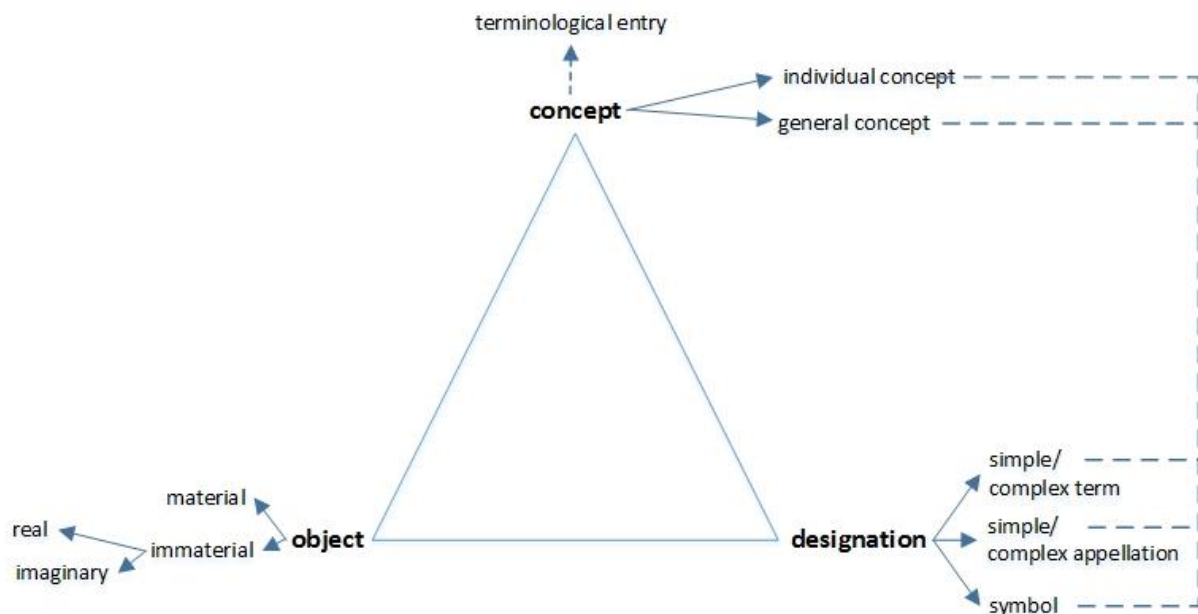 terminological entry
individual concept
concept
general concept
simple/
complex term
material
real
object
designation
simple/
complex appellation
immaterial
imaginary
symbol